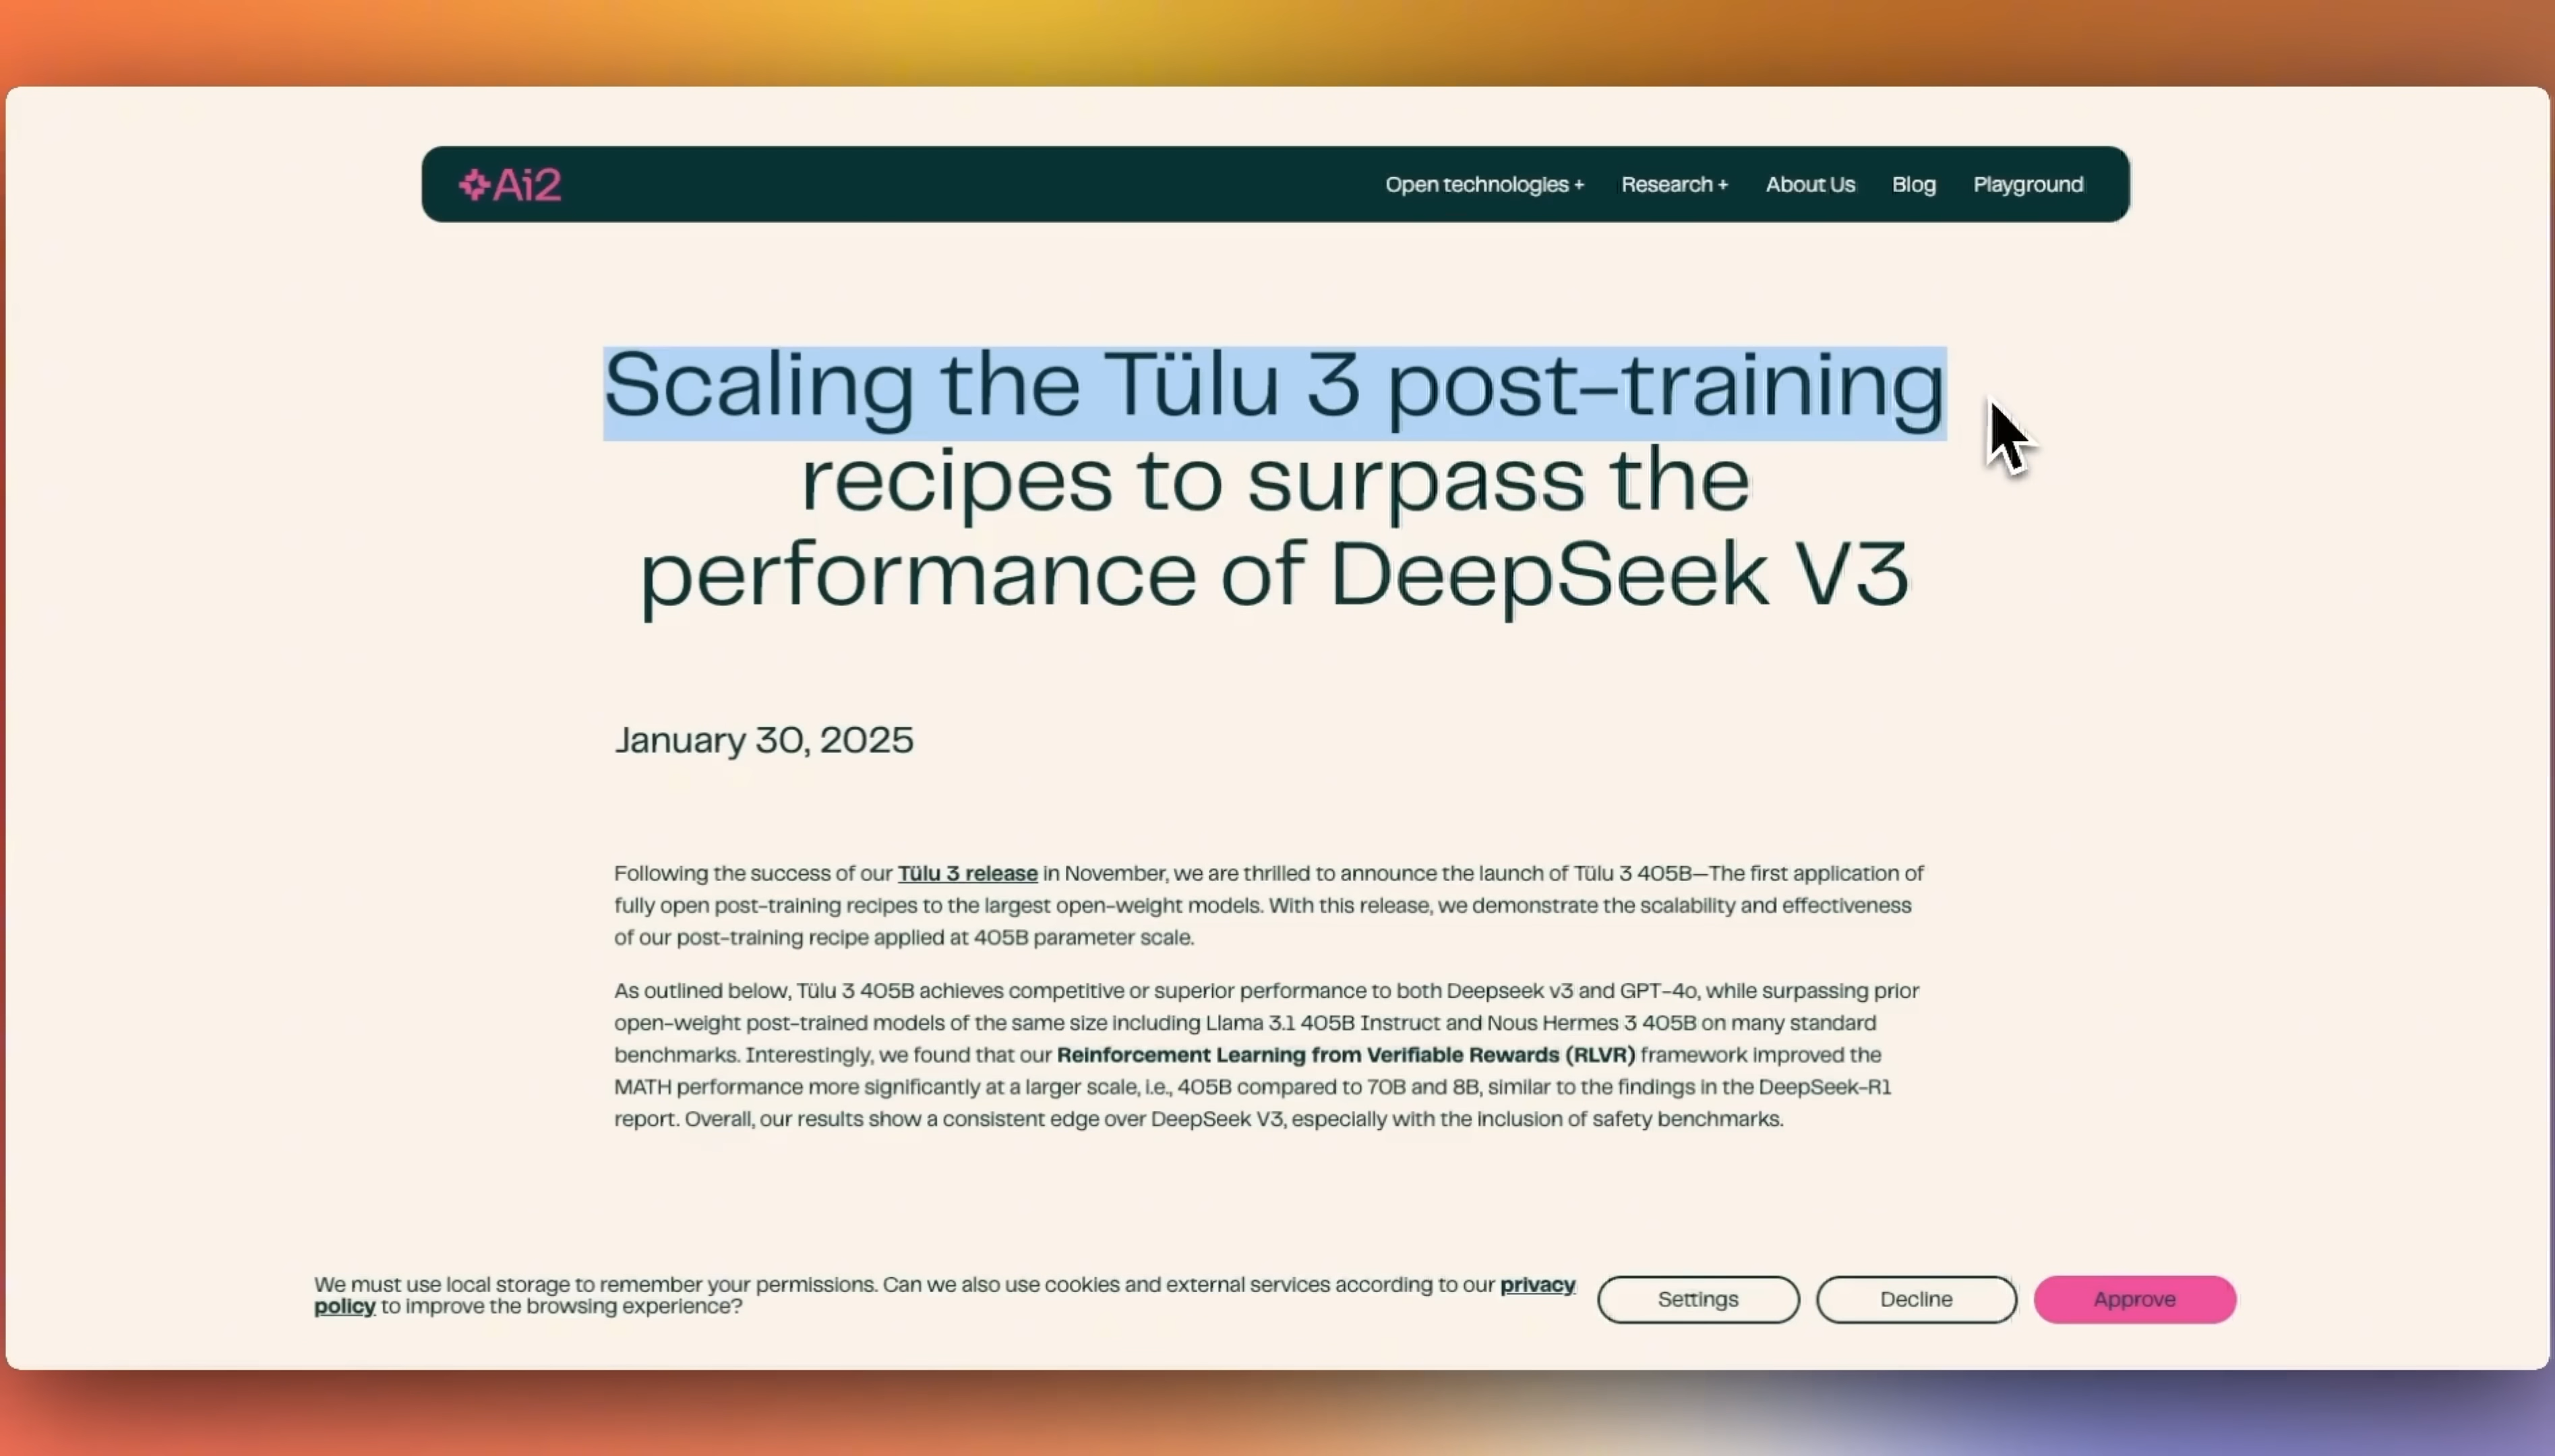 Ai2
Open technologies + Research + About Us Blog Playground
Scaling the Tülu 3 post-training
recipes to surpass the
performance of DeepSeek V3
January 30, 2025
Following the success of our Tülu 3 release in November, we are thrilled to announce the launch of Tülu 3 405B—The first application of
fully open post-training recipes to the largest open-weight models. With this release, we demonstrate the scalability and effectiveness
of our post-training recipe applied at 405B parameter scale.
As outlined below, Tülu 3 405B achieves competitive or superior performance to both Deepseek v3 and GPT-4o, while surpassing prior
open-weight post-trained models of the same size including Llama 3.1 405B Instruct and Nous Hermes 3 405B on many standard
benchmarks. Interestingly, we found that our Reinforcement Learning from Verifiable Rewards (RLVR) framework improved the
MATH performance more significantly at a larger scale, i.e., 405B compared to 70B and 8B, similar to the findings in the DeepSeek-R1
report. Overall, our results show a consistent edge over DeepSeek V3, especially with the inclusion of safety benchmarks.
We must use local storage to remember your permissions. Can we also use cookies and external services according to our privacy
policy to improve the browsing experience?
Settings Decline Approve